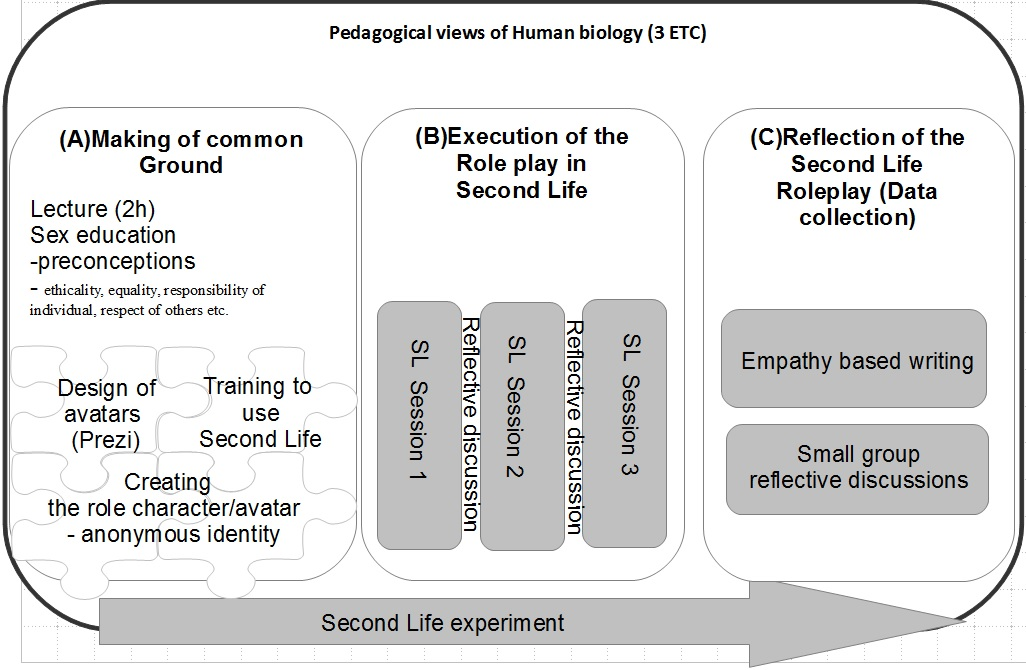 Pedagogical views of Human biology (3 ETC)
(A)Making of common
Ground
Lecture (2h)
Sex education
-preconceptions
- ethicality, equality, responsibility of
individual, respect of others etc.
Design of
avatars
(Prezi)
Training to
use
Second Life
Creating
the role character/avatar
- anonymous identity
(B)Execution of the
Role play in
Second Life
SL Session 1
Reflective discussion
SL Session 2
Reflective discussion
SL Session 3
(C)Reflection of the
Second Life
Roleplay (Data
collection)
Empathy based writing
Small group
reflective discussions
Second Life experiment